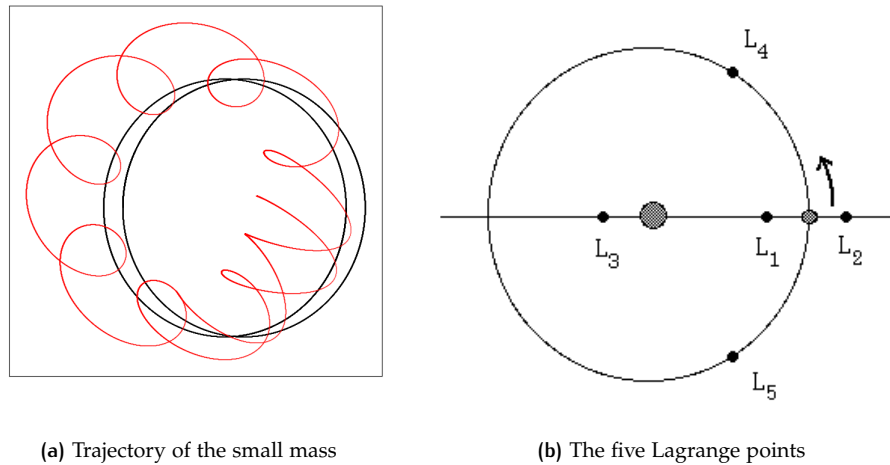 L4
L3
L1
L2
L5
(a) Trajectory of the small mass
(b) The five Lagrange points